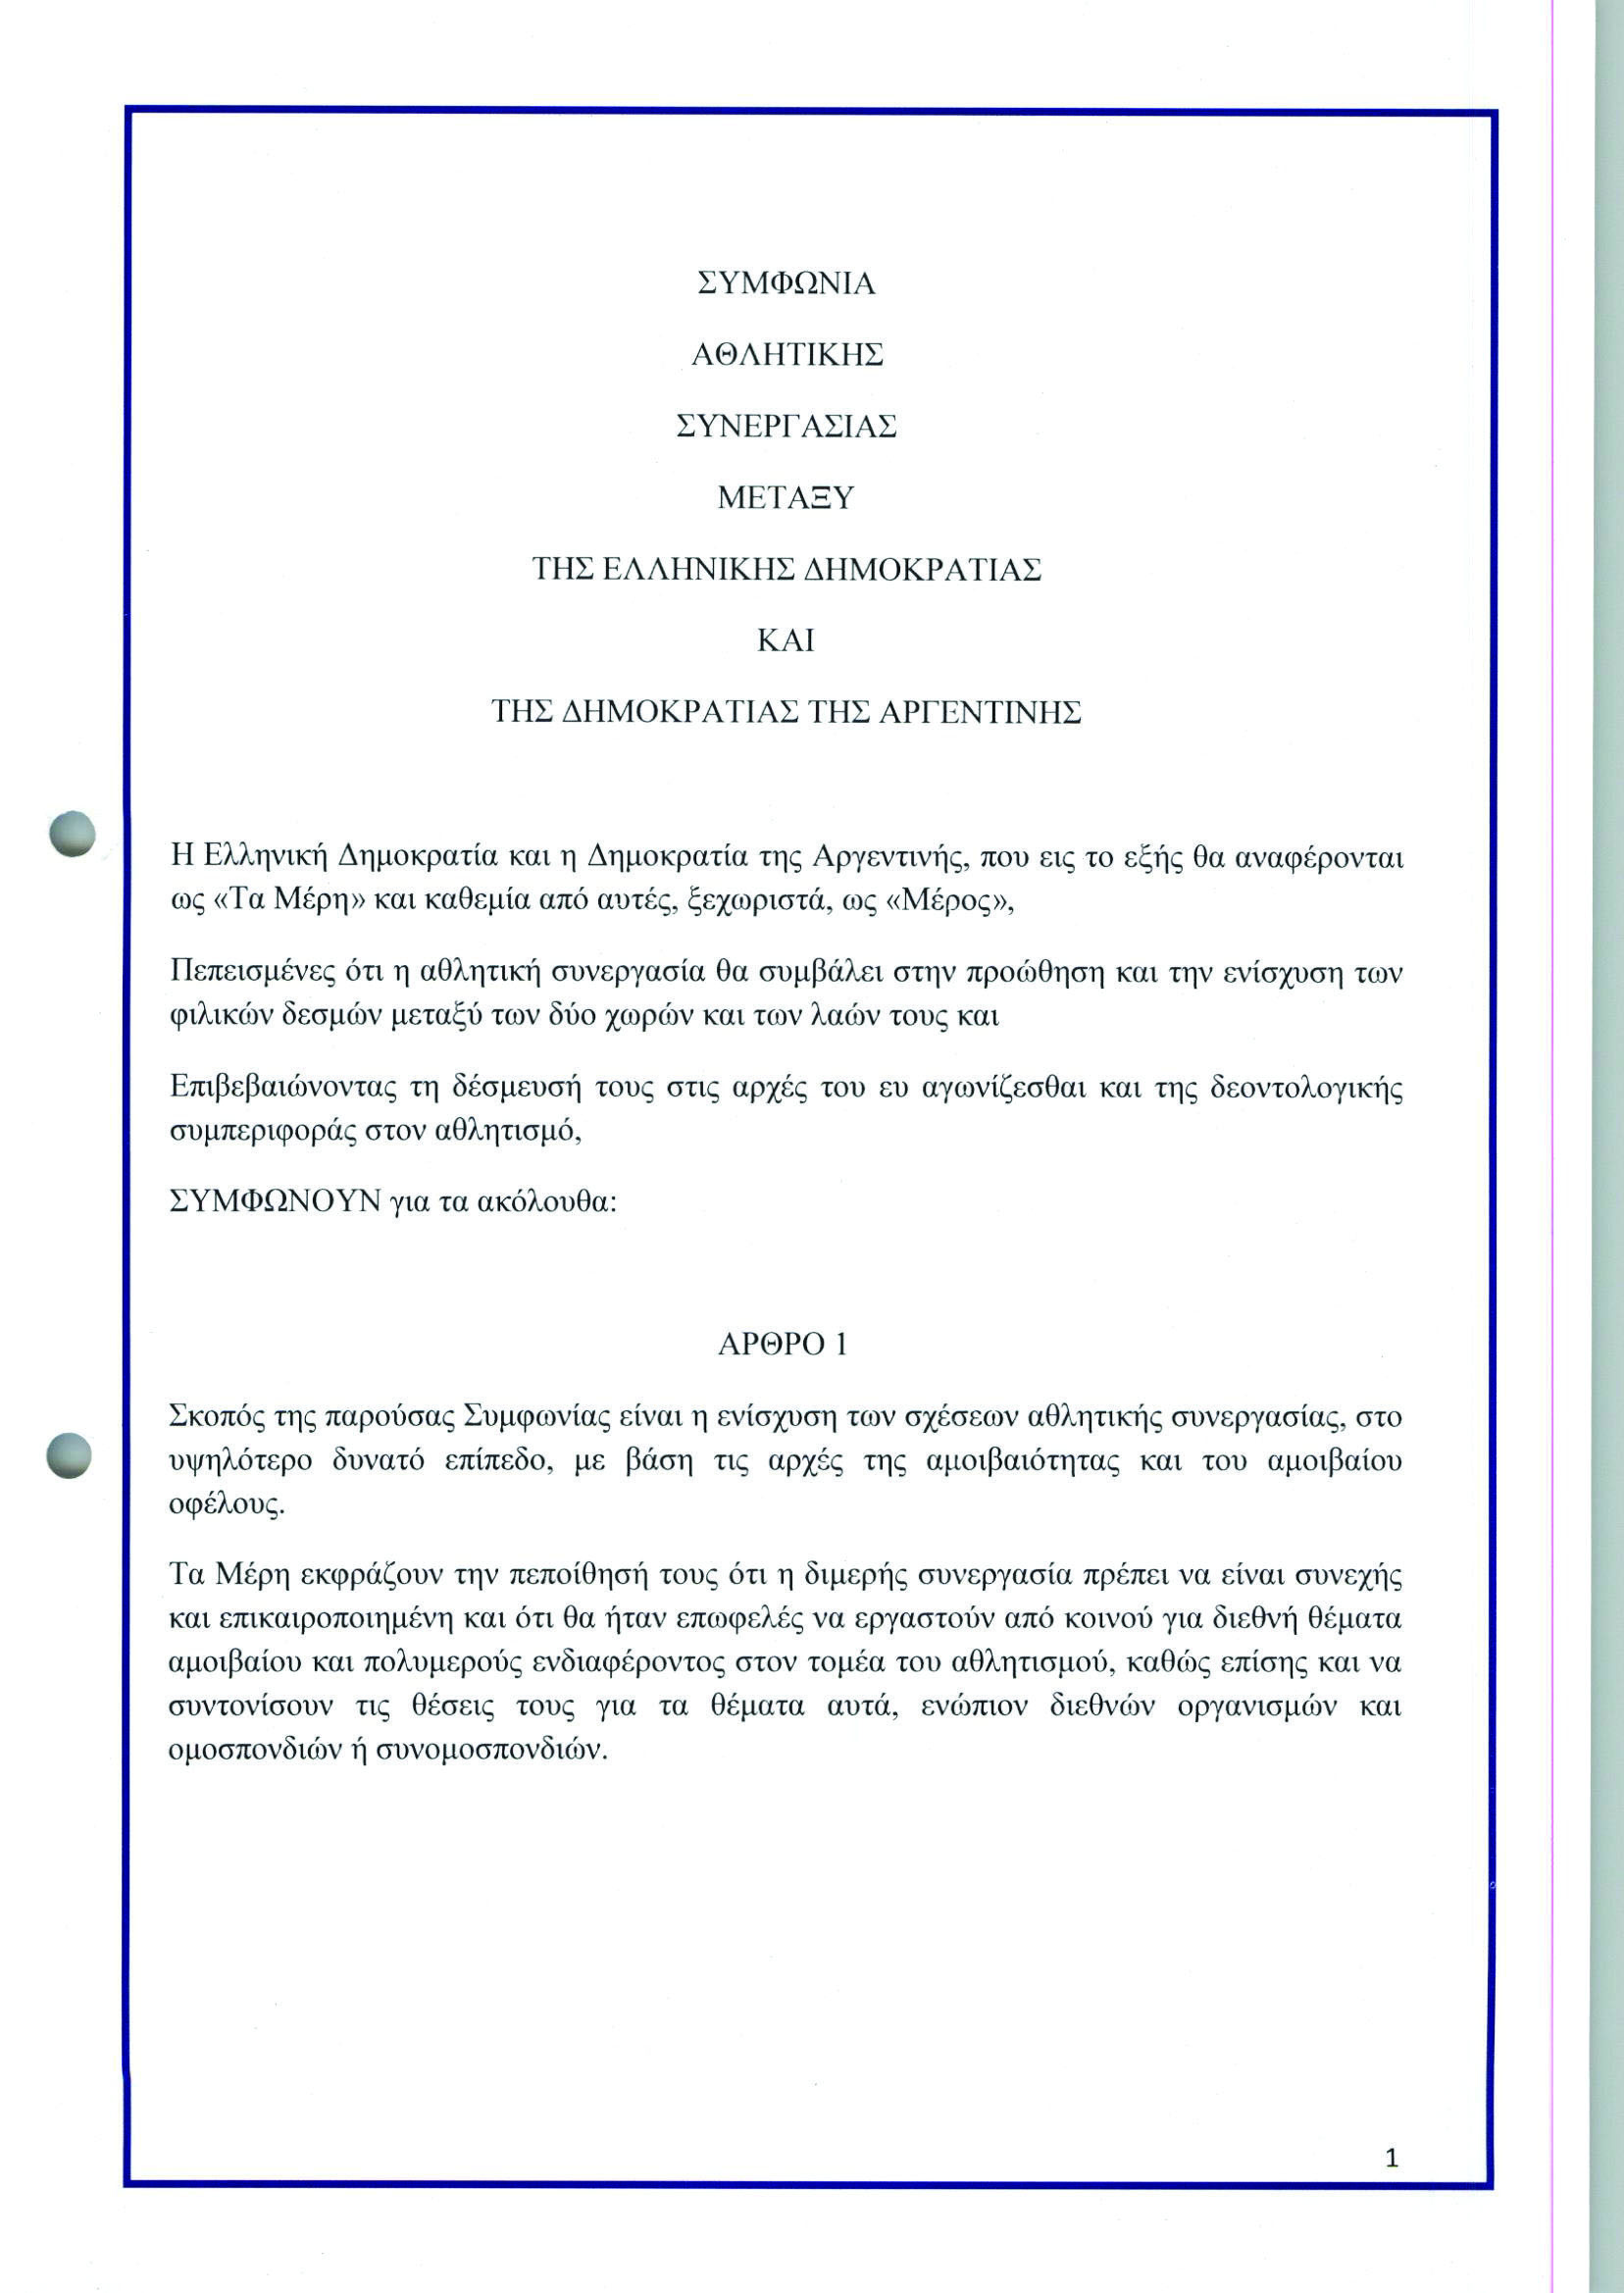 ΣΥΜΦΩΝΙΑ
ΑΘΛΗΤΙΚΗΣ
ΣΥΝΕΡΓΑΣΙΑΣ
ΜΕΤΑΞΥ
ΤΗΣ ΕΛΛΗΝΙΚΗΣ ΔΗΜΟΚΡΑΤΙΑΣ
ΚΑΙ
ΤΗΣ ΔΗΜΟΚΡΑΤΙΑΣ ΤΗΣ ΑΡΓΕΝΤΙΝΗΣ
Η Ελληνική Δημοκρατία και η Δημοκρατία της Αργεντινής, που εις το εξής θα αναφέρονται
ως «Τα Μέρη» και καθεμία από αυτές, ξεχωριστά, ως «Μέρος»,
Πεπεισμένες ότι η αθλητική συνεργασία θα συμβάλει στην προώθηση και την ενίσχυση των
φιλικών δεσμών μεταξύ των δύο χωρών και των λαών τους και
Επιβεβαιώνοντας τη δέσμευσή τους στις αρχές του ευ αγωνίζεσθαι και της δεοντολογικής
συμπεριφοράς στον αθλητισμό,
ΣΥΜΦΩΝΟΥΝ για τα ακόλουθα:
ΑΡΘΡΟ 1
Σκοπός της παρούσας Συμφωνίας είναι η ενίσχυση των σχέσεων αθλητικής συνεργασίας, στο
υψηλότερο δυνατό επίπεδο, με βάση τις αρχές της αμοιβαιότητας και του αμοιβαίου
οφέλους.
Τα Μέρη εκφράζουν την πεποίθησή τους ότι η διμερής συνεργασία πρέπει να είναι συνεχής
και επικαιροποιημένη και ότι θα ήταν επωφελές να εργαστούν από κοινού για διεθνή θέματα
αμοιβαίου και πολυμερούς ενδιαφέροντος στον τομέα του αθλητισμού, καθώς επίσης και να
συντονίσουν τις θέσεις τους για τα θέματα αυτά, ενώπιον διεθνών οργανισμών και
ομοσπονδιών ή συνομοσπονδιών.
1